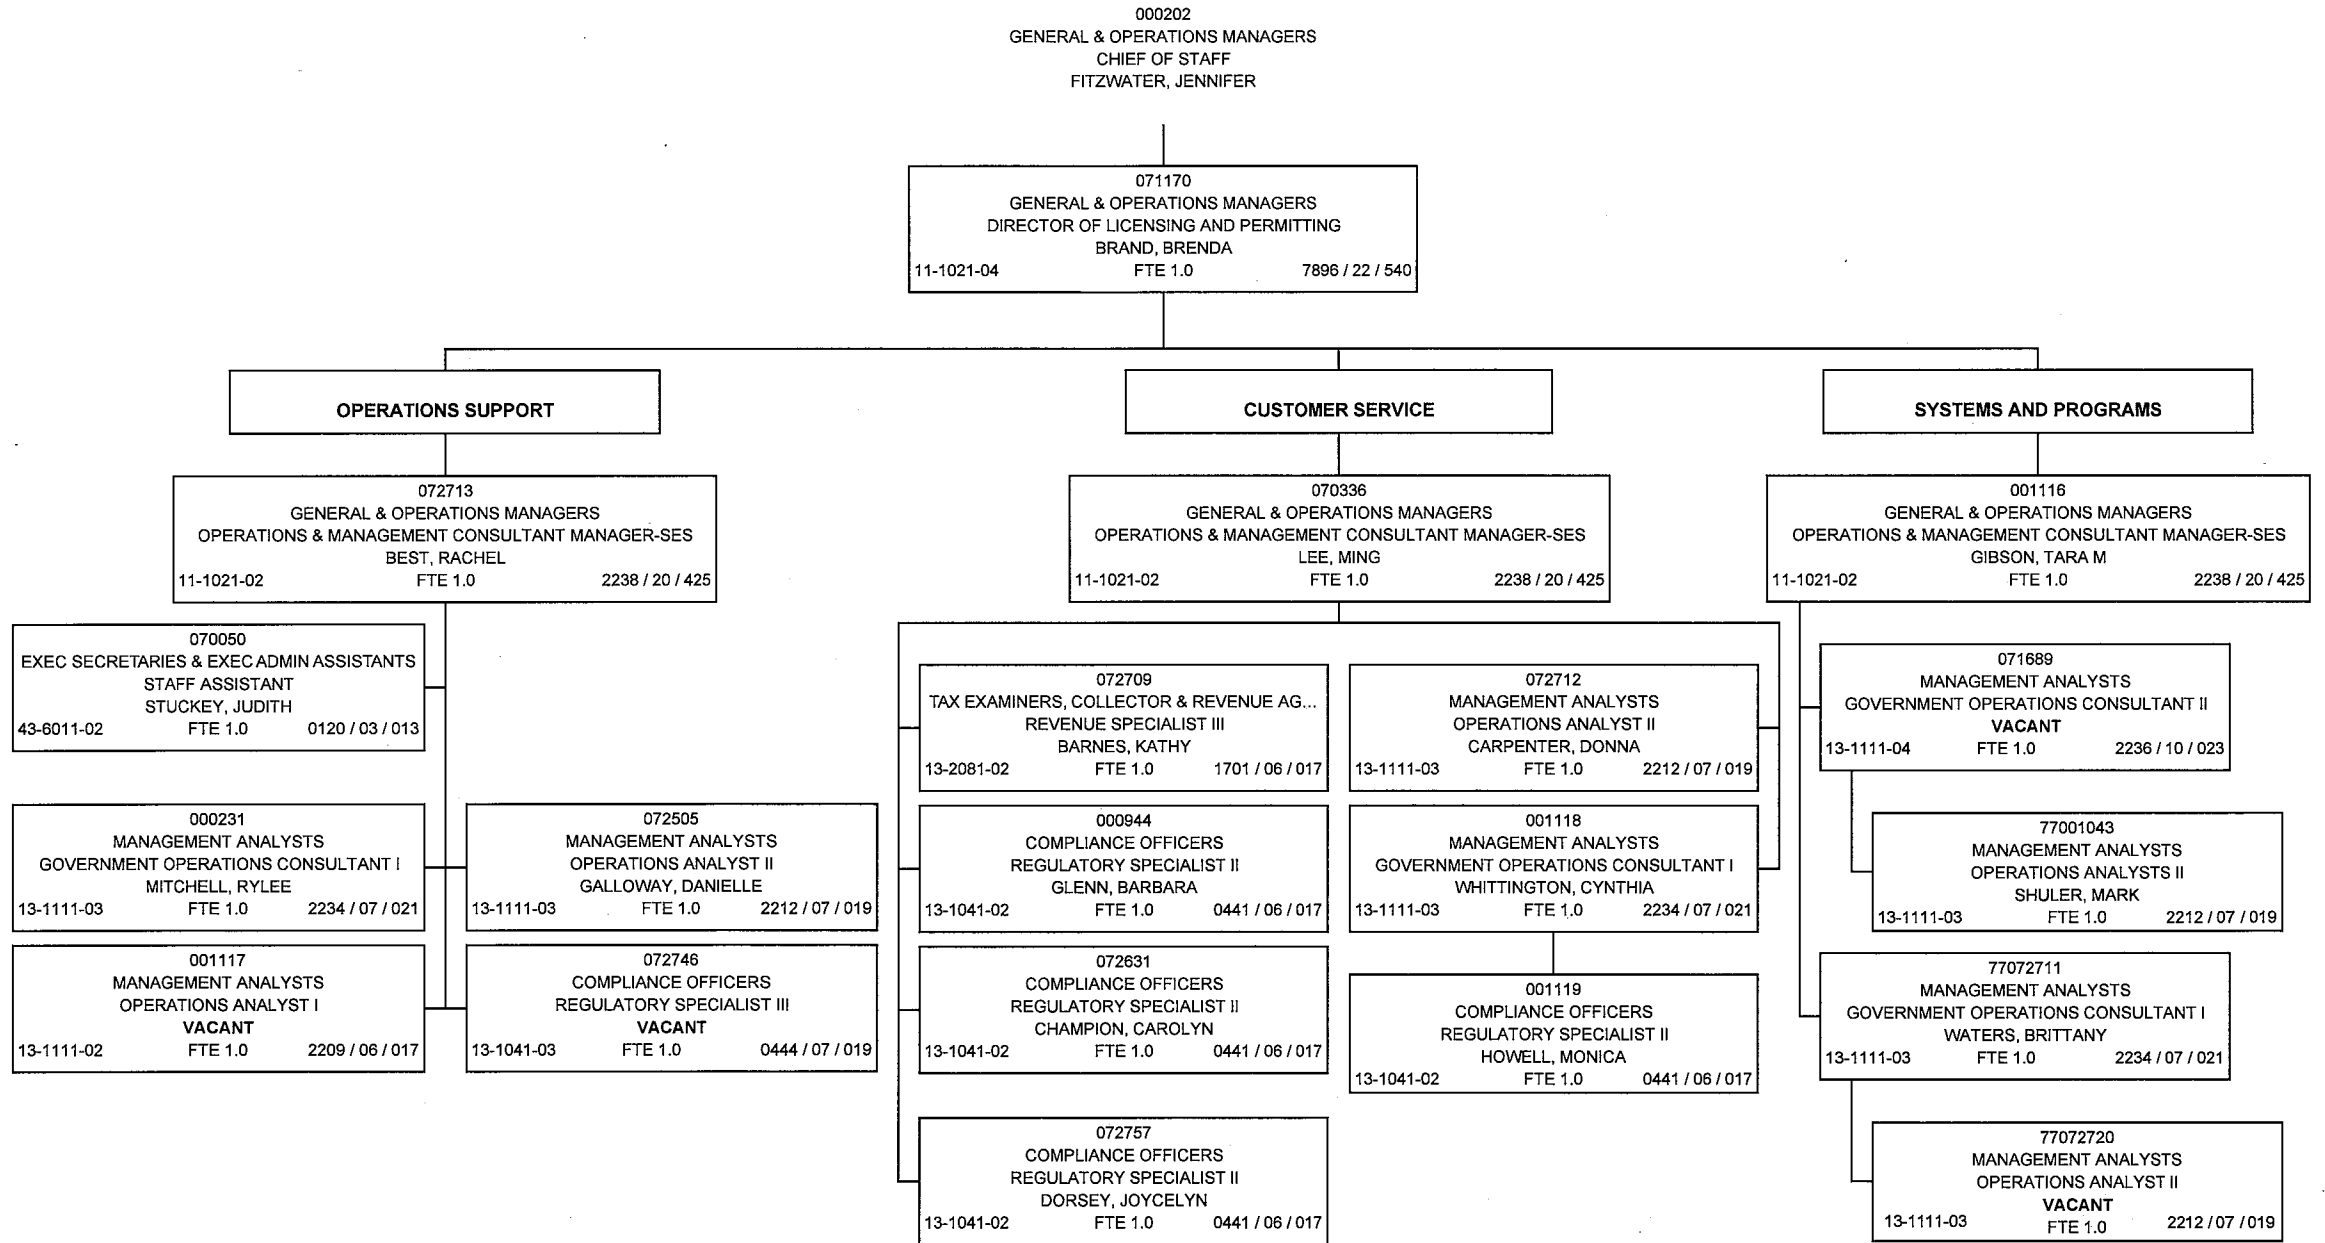 000202
GENERAL & OPERATIONS MANAGERS
CHIEF OF STAFF
FITZWATER, JENNIFER
071170
GENERAL & OPERATIONS MANAGERS
DIRECTOR OF LICENSING AND PERMITTING
BRAND, BRENDA
11-1021-04 FTE 1.0 7896 / 22 / 540
OPERATIONS SUPPORT
072713
GENERAL & OPERATIONS MANAGERS
OPERATIONS & MANAGEMENT CONSULTANT MANAGER-SES
BEST, RACHEL
11-1021-02 FTE 1.0 2238 / 20 / 425
070050
EXEC SECRETARIES & EXEC ADMIN ASSISTANTS
STAFF ASSISTANT
STUCKEY, JUDITH
43-6011-02 FTE 1.0 0120 / 03 / 013
000231
MANAGEMENT ANALYSTS
GOVERNMENT OPERATIONS CONSULTANT I
MITCHELL, RYLEE
13-1111-03 FTE 1.0 2234 / 07 / 021
072505
MANAGEMENT ANALYSTS
OPERATIONS ANALYST II
GALLOWAY, DANIELLE
13-1111-03 FTE 1.0 2212 / 07 / 019
001117
MANAGEMENT ANALYSTS
OPERATIONS ANALYST I
VACANT
13-1111-02 FTE 1.0 2209 / 06 / 017
072746
COMPLIANCE OFFICERS
REGULATORY SPECIALIST III
VACANT
13-1041-03 FTE 1.0 0444 / 07 / 019
CUSTOMER SERVICE
070336
GENERAL & OPERATIONS MANAGERS
OPERATIONS & MANAGEMENT CONSULTANT MANAGER-SES
LEE, MING
11-1021-02 FTE 1.0 2238 / 20 / 425
072709
TAX EXAMINERS, COLLECTOR & REVENUE AG...
REVENUE SPECIALIST III
BARNES, KATHY
13-2081-02 FTE 1.0 1701 / 06 / 017
072712
MANAGEMENT ANALYSTS
OPERATIONS ANALYST II
CARPENTER, DONNA
13-1111-03 FTE 1.0 2212 / 07 / 019
000944
COMPLIANCE OFFICERS
REGULATORY SPECIALIST II
GLENN, BARBARA
13-1041-02 FTE 1.0 0441 / 06 / 017
001118
MANAGEMENT ANALYSTS
GOVERNMENT OPERATIONS CONSULTANT I
WHITTINGTON, CYNTHIA
13-1111-03 FTE 1.0 2234 / 07 / 021
072631
COMPLIANCE OFFICERS
REGULATORY SPECIALIST II
CHAMPION, CAROLYN
13-1041-02 FTE 1.0 0441 / 06 / 017
001119
COMPLIANCE OFFICERS
REGULATORY SPECIALIST II
HOWELL, MONICA
13-1041-02 FTE 1.0 0441 / 06 / 017
072757
COMPLIANCE OFFICERS
REGULATORY SPECIALIST II
DORSEY, JOYCELYN
13-1041-02 FTE 1.0 0441 / 06 / 017
SYSTEMS AND PROGRAMS
001116
GENERAL & OPERATIONS MANAGERS
OPERATIONS & MANAGEMENT CONSULTANT MANAGER-SES
GIBSON, TARA M
11-1021-02 FTE 1.0 2238 / 20 / 425
071689
MANAGEMENT ANALYSTS
GOVERNMENT OPERATIONS CONSULTANT II
VACANT
13-1111-04 FTE 1.0 2236 / 10 / 023
77001043
MANAGEMENT ANALYSTS
OPERATIONS ANALYSTS II
SHULER, MARK
13-1111-03 FTE 1.0 2212 / 07 / 019
77072711
MANAGEMENT ANALYSTS
GOVERNMENT OPERATIONS CONSULTANT I
WATERS, BRITTANY
13-1111-03 FTE 1.0 2234 / 07 / 021
77072720
MANAGEMENT ANALYSTS
OPERATIONS ANALYST II
VACANT
13-1111-03 FTE 1.0 2212 / 07 / 019